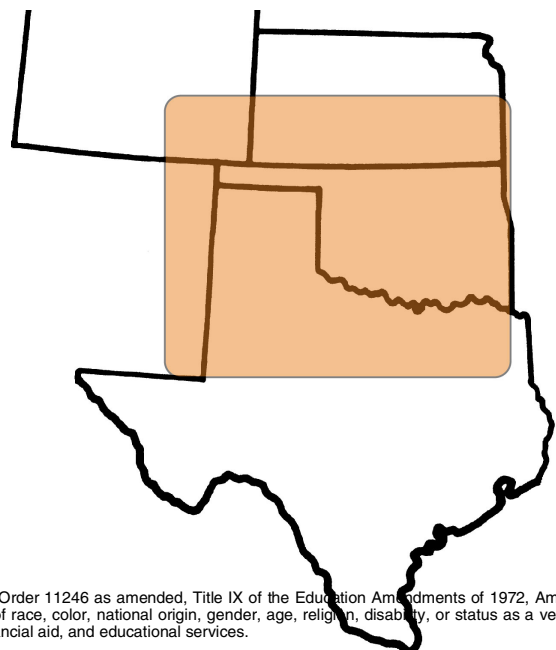 Order 11246 as amended, Title IX of the Education Amendments of 1972, Am
of race, color, national origin, gender, age, religion, disability, or status as a ve
ncial aid, and educational services.